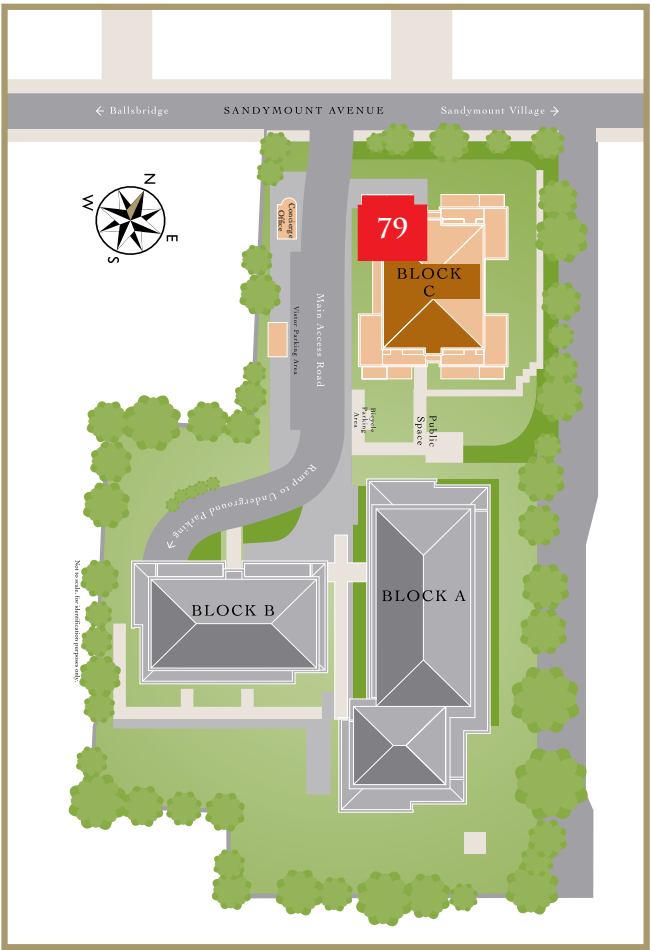 ← Ballsbridge
SANDYMOUNT AVENUE
Sandymount Village →
N
W
E
S
Concierge
Office
79
BLOCK
C
Main Access Road
Visitor Parking Area
Bicycle
Parking
Area
Public
Space
Ramp to Underground Parking
←
BLOCK A
BLOCK B
Not to scale, for identification purposes only.